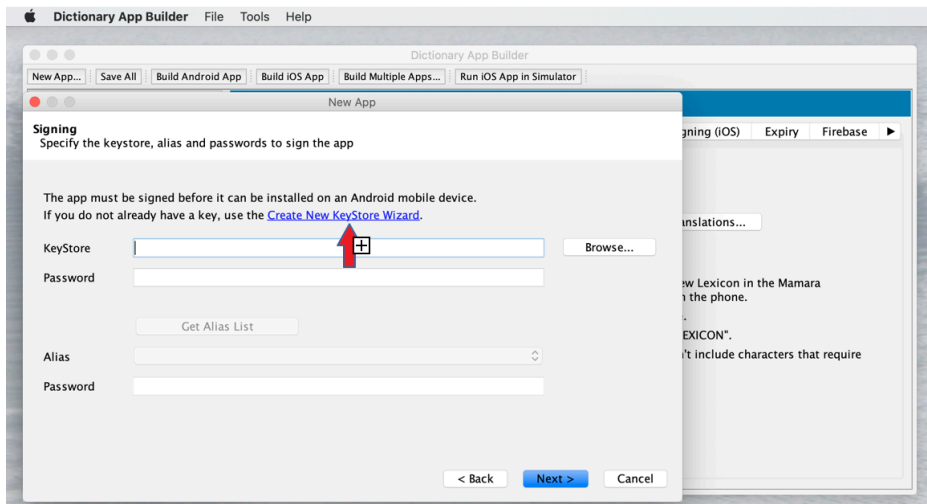 Dictionary App Builder File Tools Help
Dictionary App Builder
New App... Save All Build Android App Build iOS App Build Multiple Apps... Run iOS App in Simulator
New App
Signing
Specify the keystore, alias and passwords to sign the app
gning (iOS) Expiry Firebase
The app must be signed before it can be installed on an Android mobile device.
If you do not already have a key, use the Create New KeyStore Wizard.
anslations...
KeyStore Browse...
Password
ew Lexicon in the Mamara
the phone.
Get Alias List
EXICON".
Alias
't include characters that require
Password
< Back Next > Cancel